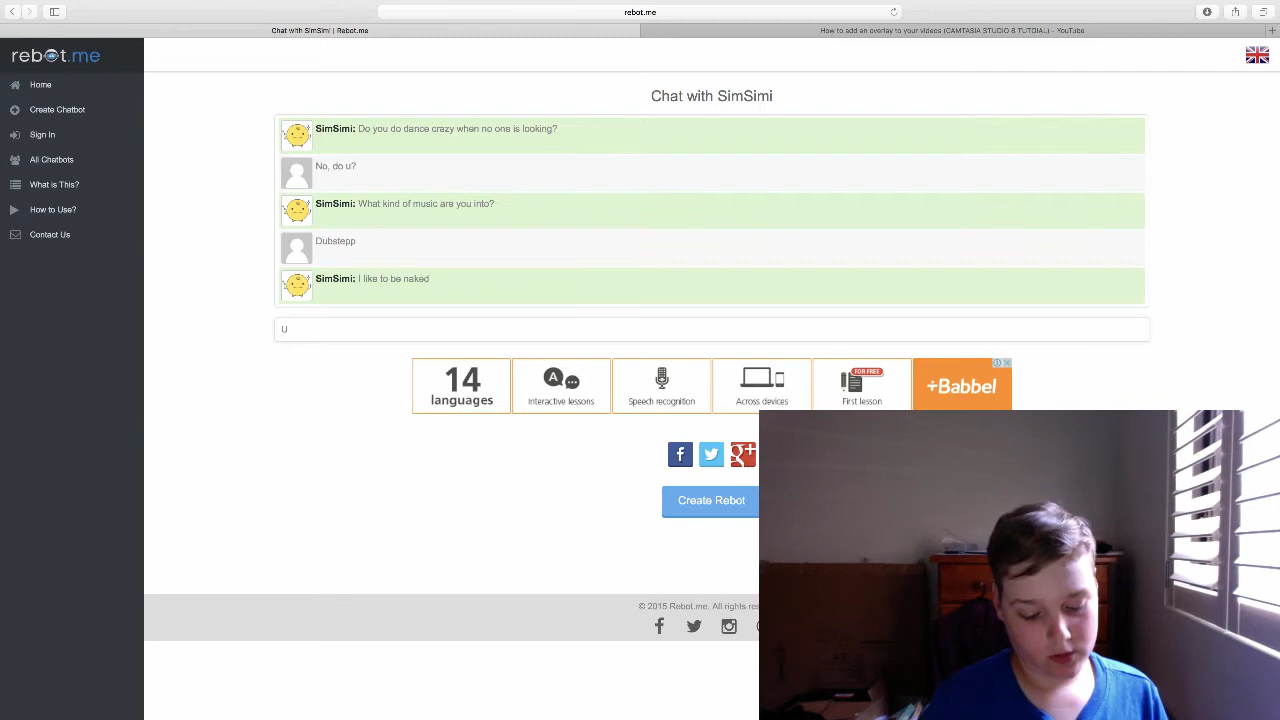 rebot.me
Chat with SimSimi | Rebot.me
How to add an overlay to your videos (CAMTASIA STUDIO 8 TUTOIAL) - YouTube
rebot.me
Home
Create Chatbot
Sign In
All Chatbots
What is This?
How to Use?
Contact Us
Chat with SimSimi
SimSimi: Do you do dance crazy when no one is looking?
No, do u?
SimSimi: What kind of music are you into?
Dubstepp
SimSimi: I like to be naked
U
14
languages
A
Interactive lessons
Speech recognition
Across devices
FOR FREE
First lesson
+Babbel
f
g+
Create Rebot
© 2015 Rebot.me. All rights rese